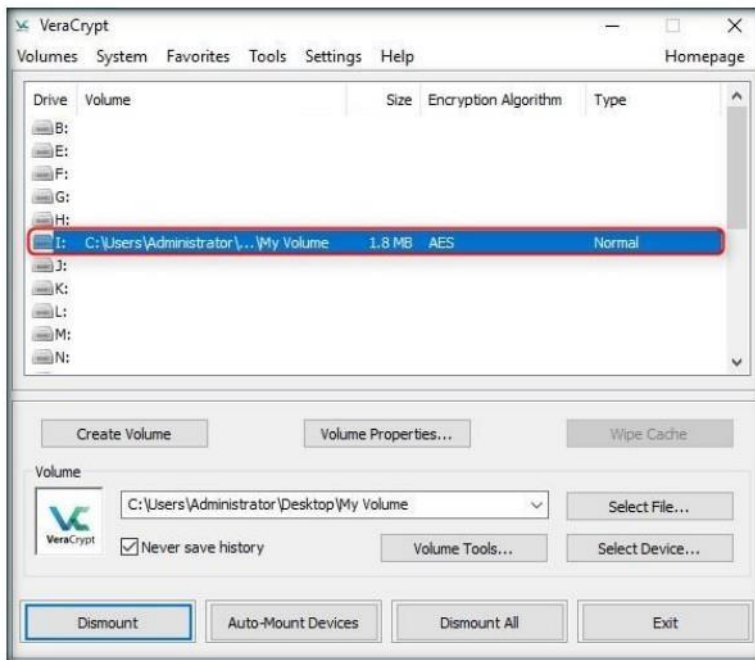 VeraCrypt
Volumes System Favorites Tools Settings Help Homepage
Drive Volume Size Encryption Algorithm Type
B:
E:
F:
G:
H:
I: C:\Users\Administrator\...\My Volume 1.8 MB AES Normal
J:
K:
L:
M:
N:
Create Volume Volume Properties... Wipe Cache
Volume
C:\Users\Administrator\Desktop\My Volume Select File...
VeraCrypt
Never save history Volume Tools... Select Device...
Dismount Auto-Mount Devices Dismount All Exit